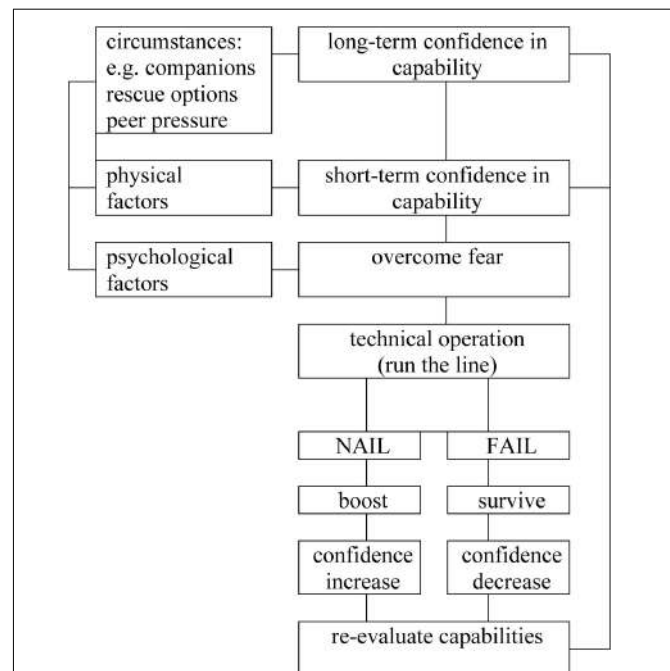 circumstances:
e.g. companions
rescue options
peer pressure
long-term confidence in
capability
physical
factors
short-term confidence in
capability
psychological
factors
overcome fear
technical operation
(run the line)
NAIL
FAIL
boost
survive
confidence
increase
confidence
decrease
re-evaluate capabilities